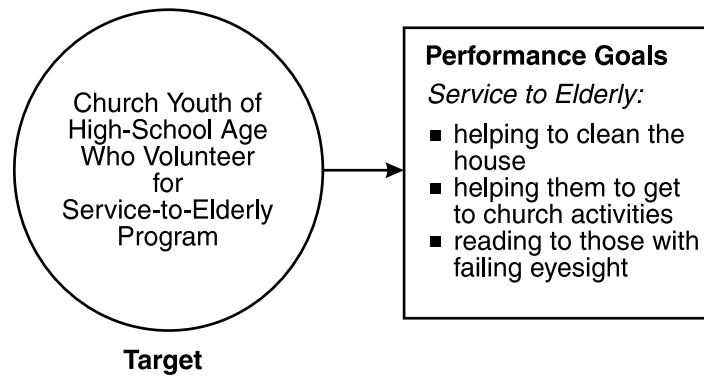 Church Youth of
High-School Age
Who Volunteer
for
Service-to-Elderly
Program
Target
Performance Goals
Service to Elderly:
▪ helping to clean the
house
▪ helping them to get
to church activities
▪ reading to those with
failing eyesight